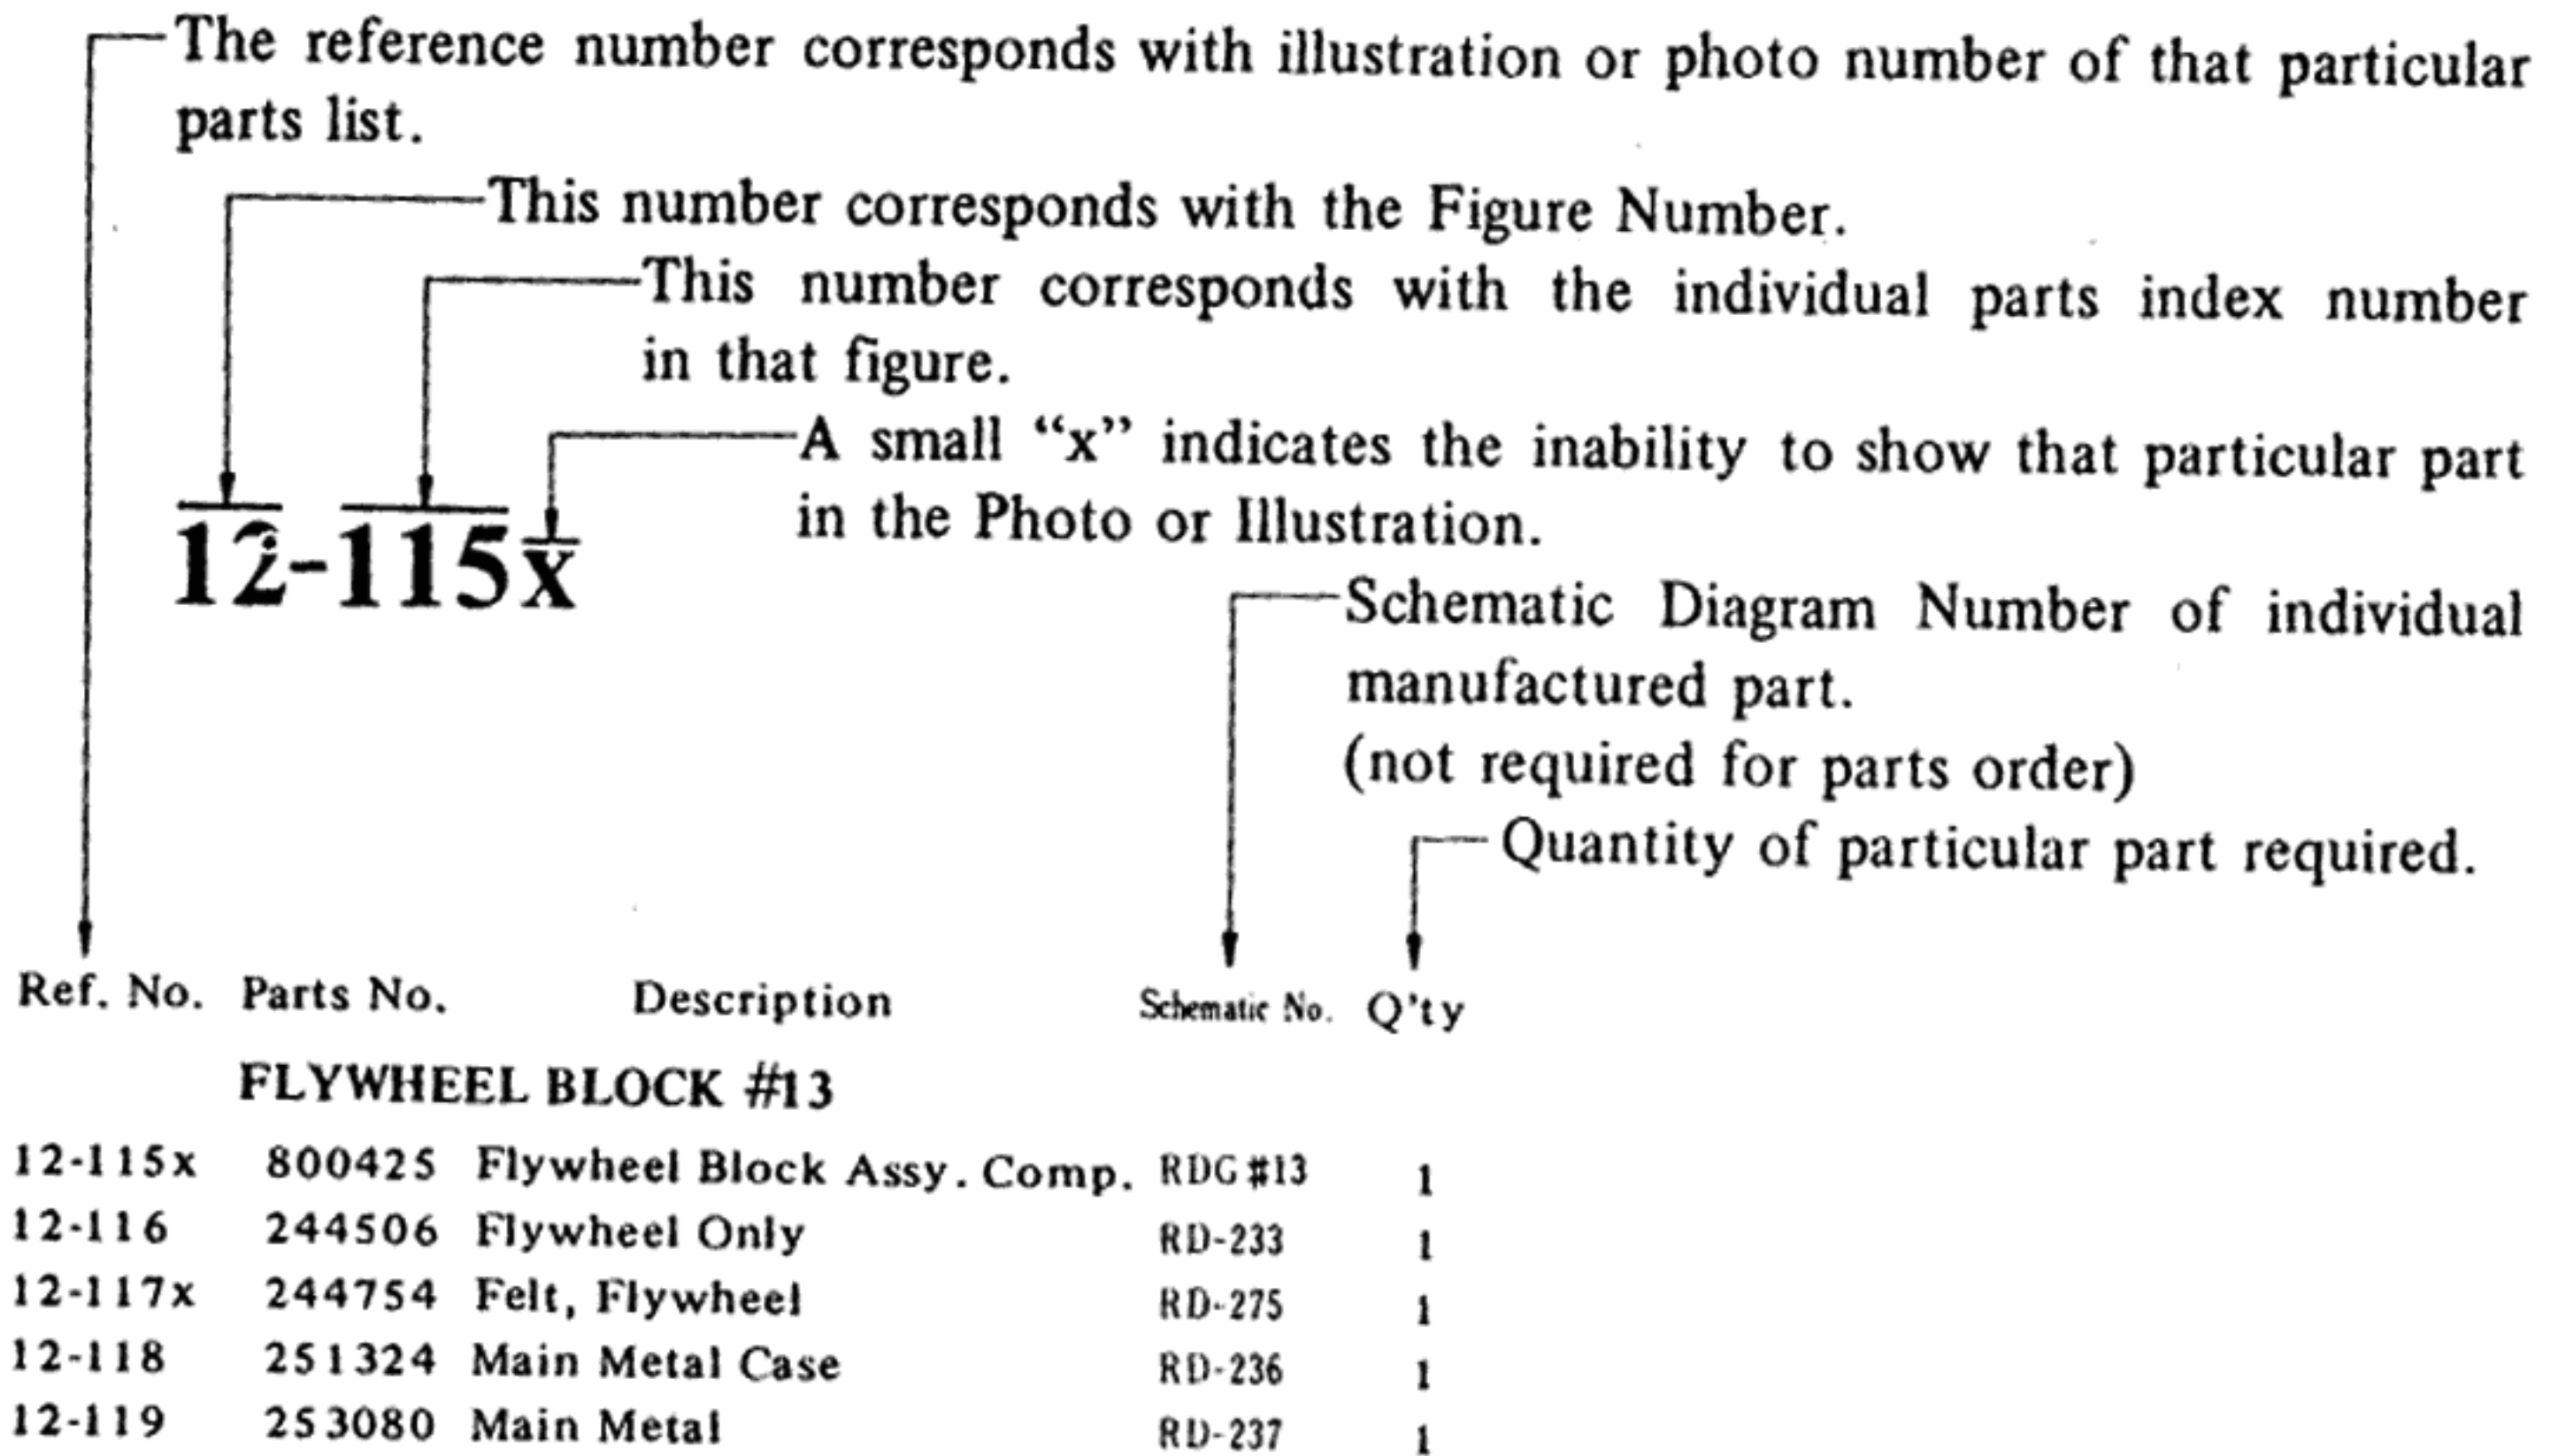 The reference number corresponds with illustration or photo number of that particular
parts list.
This number corresponds with the Figure Number.
This number corresponds with the individual parts index number
in that figure.
A small “x” indicates the inability to show that particular part
in the Photo or Illustration.
12-115x
Schematic Diagram Number of individual
manufactured part.
(not required for parts order)
Quantity of particular part required.
Ref. No. Parts No. Description Schematic No. Q'ty
FLYWHEEL BLOCK #13
12-115x 800425 Flywheel Block Assy. Comp. RDG #13 1
12-116 244506 Flywheel Only RD-233 1
12-117x 244754 Felt, Flywheel RD-275 1
12-118 251324 Main Metal Case RD-236 1
12-119 253080 Main Metal RD-237 1